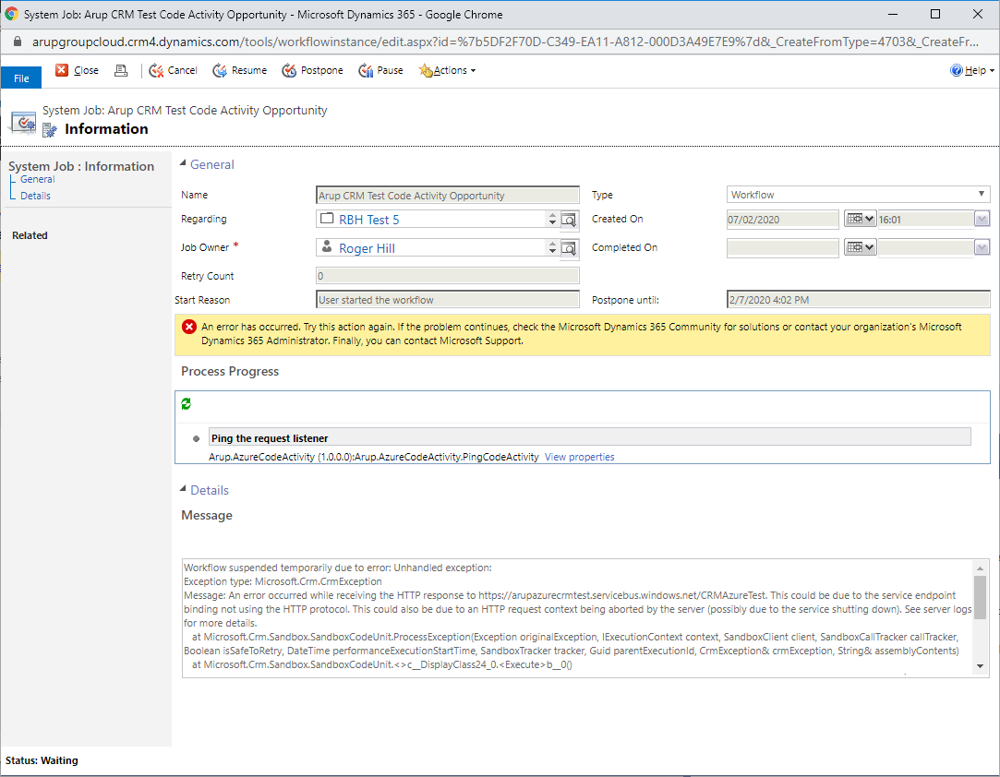 System Job: Arup CRM Test Code Activity Opportunity - Microsoft Dynamics 365 - Google Chrome
arupgroupcloud.crm4.dynamics.com/tools/workflowinstance/edit.aspx?id=%7b5DF2F70D-C349-EA11-A812-000D3A49E7E9%7d&_CreateFromType=4703&_CreateFr...
File Close Cancel Resume Postpone Pause Actions Help
System Job: Arup CRM Test Code Activity Opportunity
Information
System Job : Information
General
Details
Related
General
Name Arup CRM Test Code Activity Opportunity Type Workflow
Regarding RBH Test 5 Created On 07/02/2020 16:01
Job Owner * Roger Hill Completed On
Retry Count 0
Start Reason User started the workflow Postpone until: 2/7/2020 4:02 PM
An error has occurred. Try this action again. If the problem continues, check the Microsoft Dynamics 365 Community for solutions or contact your organization's Microsoft
Dynamics 365 Administrator. Finally, you can contact Microsoft Support.
Process Progress
Ping the request listener
Arup.AzureCodeActivity (1.0.0.0):Arup.AzureCodeActivity.PingCodeActivity View properties
Details
Message
Workflow suspended temporarily due to error: Unhandled exception:
Exception type: Microsoft.Crm.CrmException
Message: An error occurred while receiving the HTTP response to https://arupazurecrmtest.servicebus.windows.net/CRMAzureTest. This could be due to the service endpoint
binding not using the HTTP protocol. This could also be due to an HTTP request context being aborted by the server (possibly due to the service shutting down). See server logs
for more details.
at Microsoft.Crm.Sandbox.SandboxCodeUnit.ProcessException(Exception originalException, IExecutionContext context, SandboxClient client, SandboxCallTracker callTracker,
Boolean isSafeToRetry, DateTime performanceExecutionStartTime, SandboxTracker tracker, Guid parentExecutionId, CrmException& crmException, String& assemblyContents)
at Microsoft.Crm.Sandbox.SandboxCodeUnit.<>c__DisplayClass24_0.<Execute>b__0()
Status: Waiting